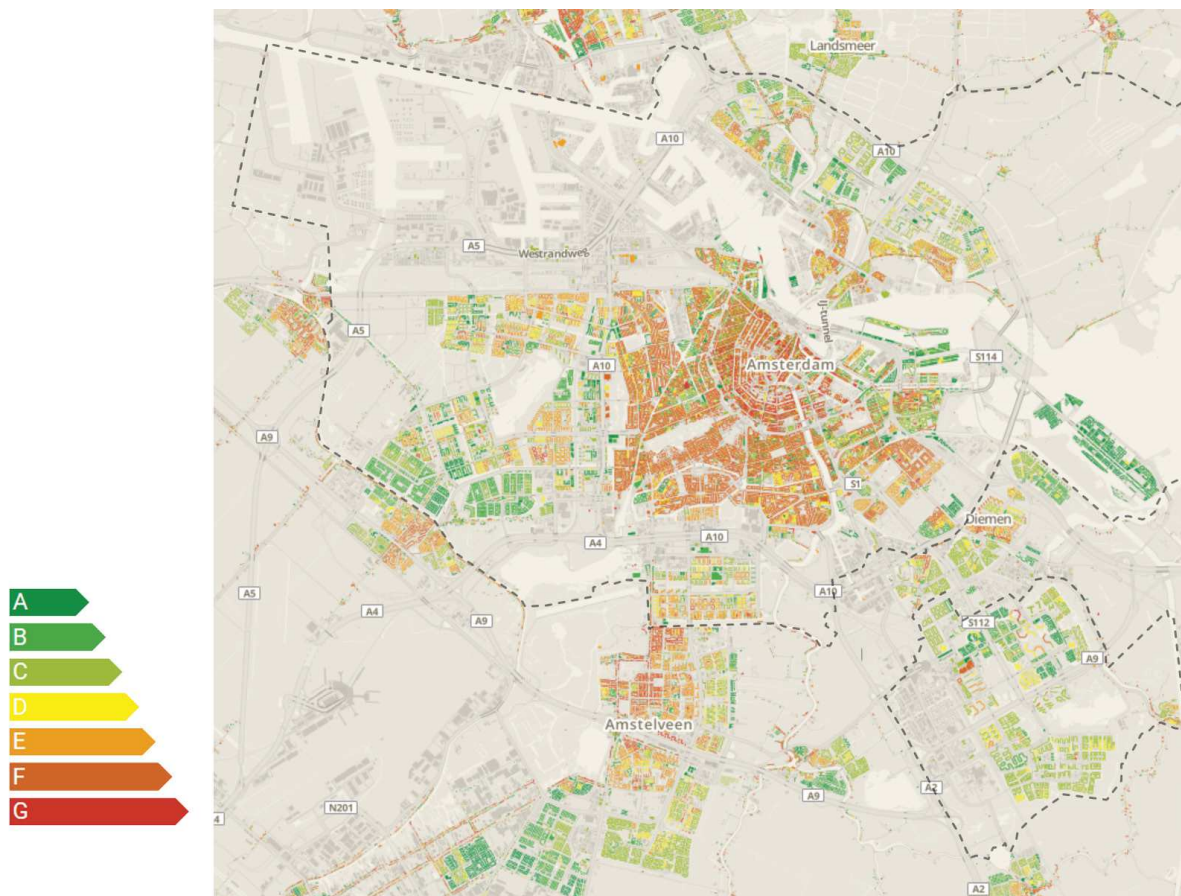 Landsmeer
A10
A10
A5
Westrandweg
IJ-tunnel
A5
A10
Amsterdam
S114
A9
S1
Diemen
A4
A10
A5
A4
A9
A10
S112
A9
Amstelveen
N201
A9
A2
A2
A
B
C
D
E
F
G